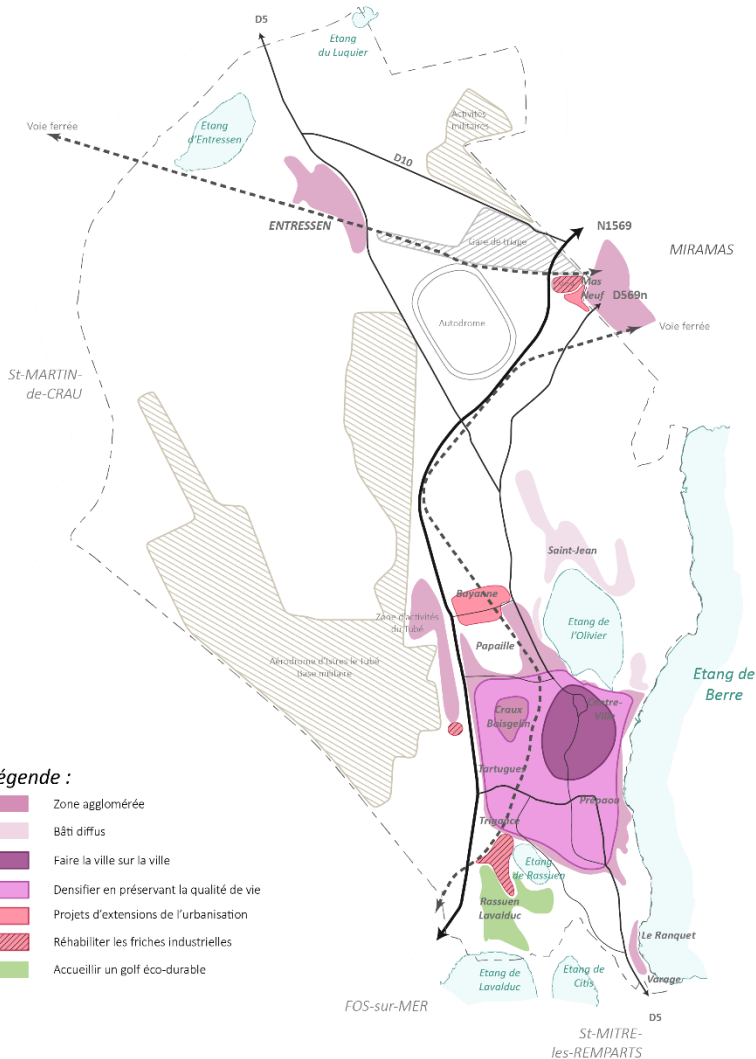 D5
Etang
du Luquier
Voie ferrée
Etang
d'Entressen
Activités
militaires
D10
ENTRESSEN
N1569
Gare de triage
MIRAMAS
Mas
Neuf
D569n
Autodrome
Voie ferrée
St-MARTIN-
de-CRAU
Saint-Jean
Bayanne
Zone d'activités
du Tubé
Etang de
l'Olivier
Papaille
Aérodrome d'Istres le Tubé
Base militaire
Etang de
Berre
Craux
Boisgelin
Centre-
Ville
Tartugues
Prépaou
Trigance
Etang
de Rassuen
Rassuen
Lavalduc
Le Ranquet
Varage
Etang de
Lavalduc
Etang de
Citis
FOS-sur-MER
D5
St-MITRE-
les-REMPARTS
égende :
Zone agglomérée
Bâti diffus
Faire la ville sur la ville
Densifier en préservant la qualité de vie
Projets d'extensions de l'urbanisation
Réhabiliter les friches industrielles
Accueillir un golf éco-durable